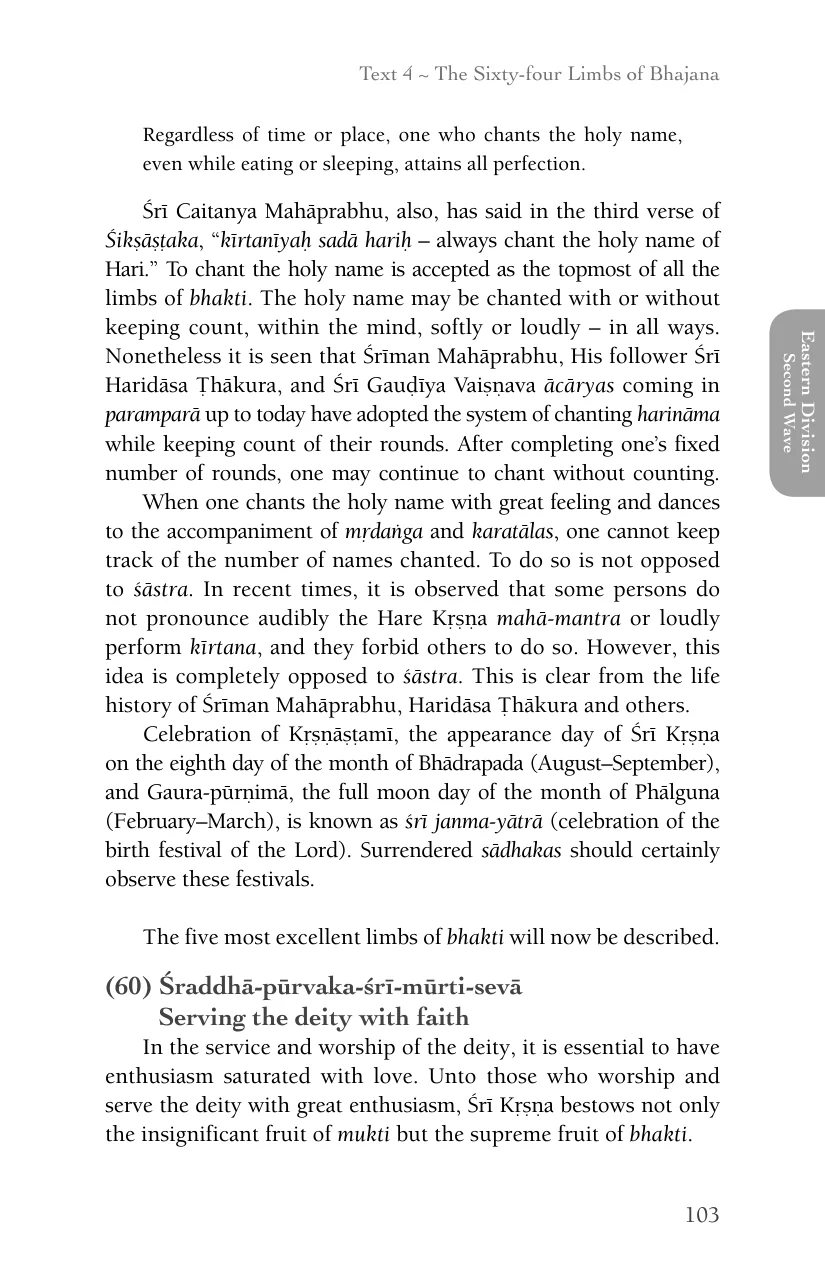 Text 4 ~ The Sixty-four Limbs of Bhajana
Regardless of time or place, one who chants the holy name,
even while eating or sleeping, attains all perfection.
Śrī Caitanya Mahāprabhu, also, has said in the third verse of
Śikṣāṣṭaka, “kīrtanīyaḥ sadā hariḥ – always chant the holy name of
Hari.” To chant the holy name is accepted as the topmost of all the
limbs of bhakti. The holy name may be chanted with or without
keeping count, within the mind, softly or loudly – in all ways.
Nonetheless it is seen that Śrīman Mahāprabhu, His follower Śrī
Haridāsa Ṭhākura, and Śrī Gauḍīya Vaiṣṇava ācāryas coming in
paramparā up to today have adopted the system of chanting harināma
while keeping count of their rounds. After completing one’s fixed
number of rounds, one may continue to chant without counting.
When one chants the holy name with great feeling and dances
to the accompaniment of mṛdaṅga and karatālas, one cannot keep
track of the number of names chanted. To do so is not opposed
to śāstra. In recent times, it is observed that some persons do
not pronounce audibly the Hare Kṛṣṇa mahā-mantra or loudly
perform kīrtana, and they forbid others to do so. However, this
idea is completely opposed to śāstra. This is clear from the life
history of Śrīman Mahāprabhu, Haridāsa Ṭhākura and others.
Celebration of Kṛṣṇāṣṭamī, the appearance day of Śrī Kṛṣṇa
on the eighth day of the month of Bhādrapada (August–September),
and Gaura-pūrṇimā, the full moon day of the month of Phālguna
(February–March), is known as śrī janma-yātrā (celebration of the
birth festival of the Lord). Surrendered sādhakas should certainly
observe these festivals.
The five most excellent limbs of bhakti will now be described.
(60) Śraddhā-pūrvaka-śrī-mūrti-sevā
Serving the deity with faith
In the service and worship of the deity, it is essential to have
enthusiasm saturated with love. Unto those who worship and
serve the deity with great enthusiasm, Śrī Kṛṣṇa bestows not only
the insignificant fruit of mukti but the supreme fruit of bhakti.
Eastern Division
Second Wave
103